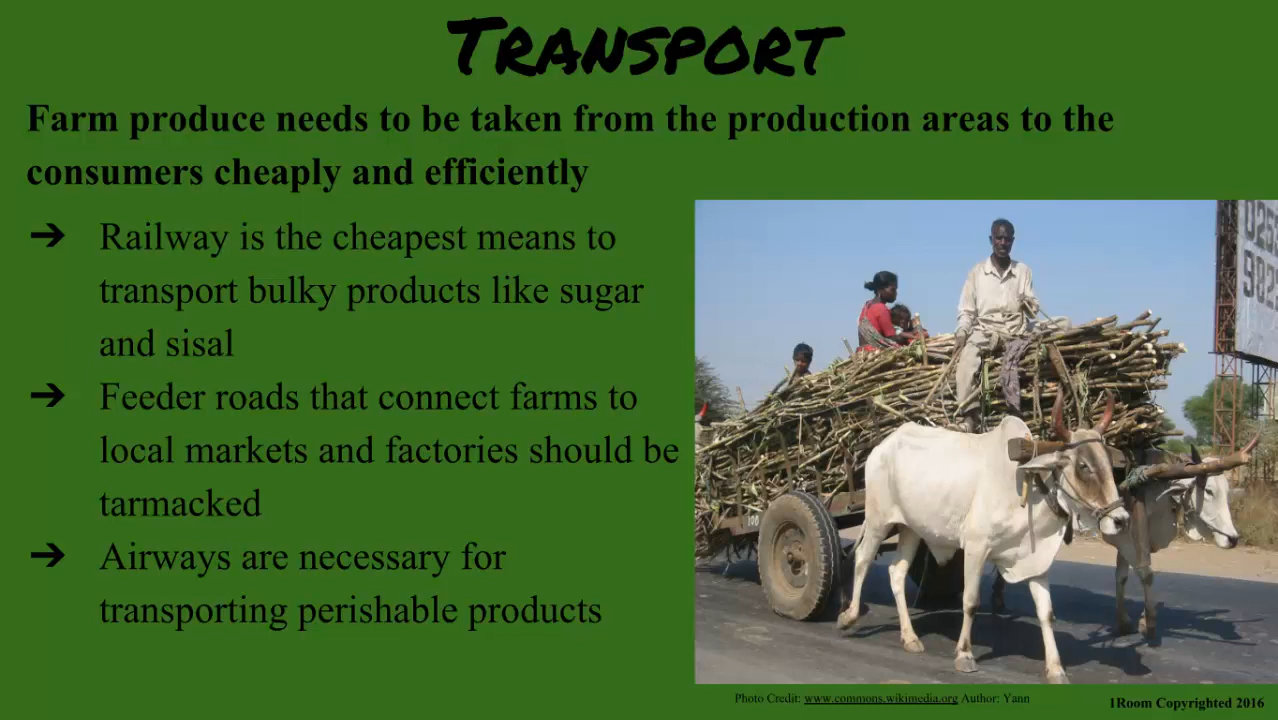 TRANSPORT
Farm produce needs to be taken from the production areas to the
consumers cheaply and efficiently
➔ Railway is the cheapest means to
transport bulky products like sugar
and sisal
➔ Feeder roads that connect farms to
local markets and factories should be
tarmacked
➔ Airways are necessary for
transporting perishable products
Photo Credit: www.commons.wikimedia.org Author: Yann
1Room Copyrighted 2016